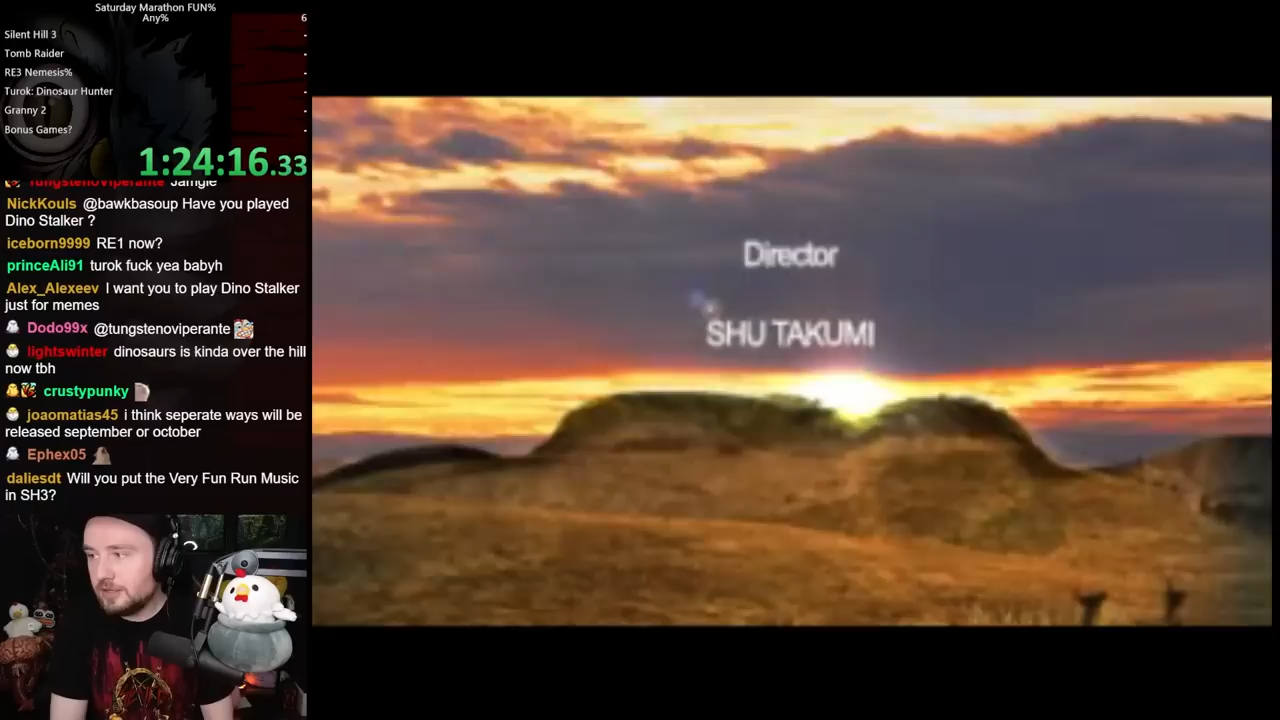 Saturday Marathon FUN%
Any%
6
Silent Hill 3 -
Tomb Raider -
RE3 Nemesis% -
Turok: Dinosaur Hunter -
Granny 2 -
Bonus Games? -
1:24:16.33
TungstenoViperante Jamgie
NickKouls @bawkbasoup Have you played
Dino Stalker ?
iceborn9999 RE1 now?
princeAli91 turok fuck yea babyh
Alex_Alexeev I want you to play Dino Stalker
just for memes
Dodo99x @tungstenoviperante
lightswinter dinosaurs is kinda over the hill
now tbh
crustypunky
joaomatias45 i think seperate ways will be
released september or october
Ephex05
daliesdt Will you put the Very Fun Run Music
in SH3?
Director
SHU TAKUMI